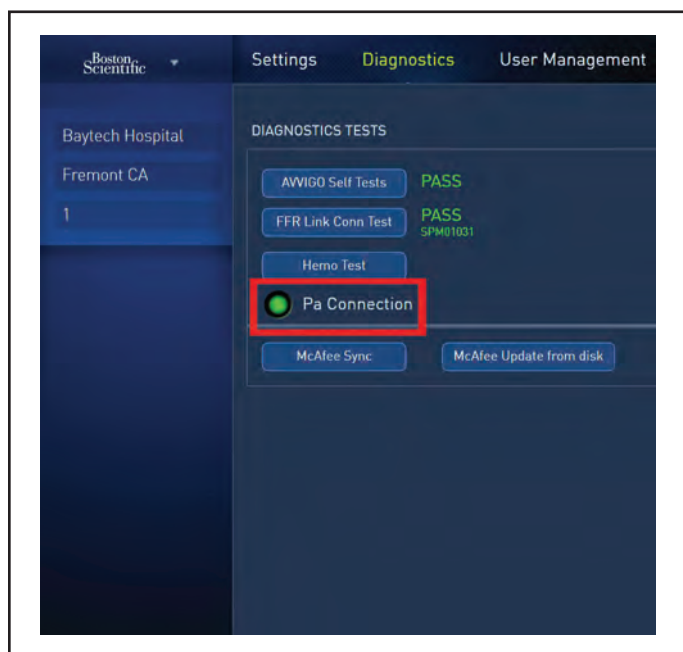 Boston
Scientific
Settings Diagnostics User Management
Baytech Hospital
Fremont CA
1
DIAGNOSTICS TESTS
AVVIGO Self Tests PASS
FFR Link Conn Test PASS
SPM01031
Hemo Test
Pa Connection
McAfee Sync McAfee Update from disk